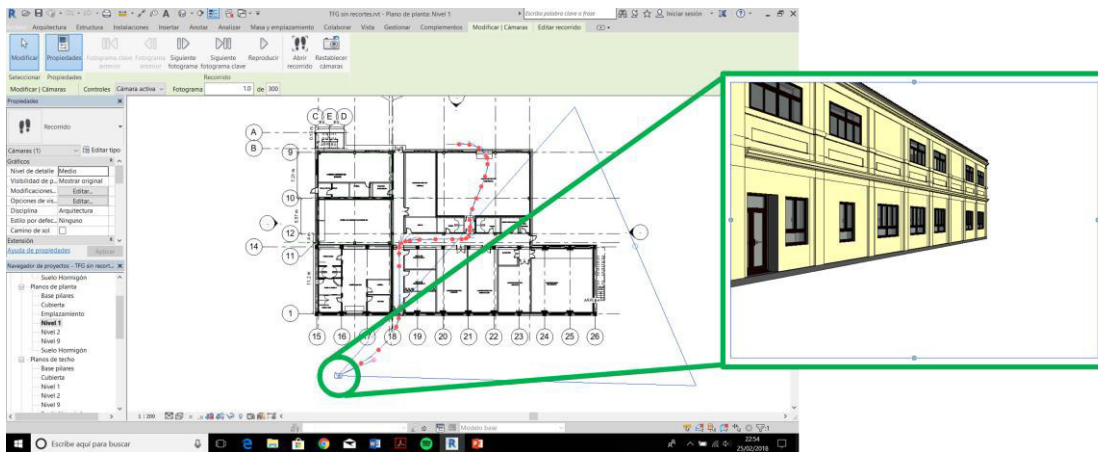 TFG sin recortes.rvt - Plano de planta: Nivel 1
Escriba palabra clave o frase
Iniciar sesión
Arquitectura Estructura Instalaciones Insertar Anotar Analizar Masa y emplazamiento Colaborar Vista Gestionar Complementos Modificar | Cámaras Editar recorrido
Modificar Propiedades Fotograma clave anterior Fotograma anterior Siguiente fotograma Siguiente fotograma clave Reproducir Abrir recorrido Restablecer cámaras
Seleccionar Propiedades Recorrido
Modificar | Cámaras Controles Cámara activa Fotograma 1.0 de 300
Propiedades
Recorrido
Cámaras (1) Editar tipo
Gráficos
Nivel de detalle Medio
Visibilidad de p... Mostrar original
Modificaciones... Editar...
Opciones de vis... Editar...
Disciplina Arquitectura
Estilo por defec... Ninguno
Camino de sol
Extensión
Ayuda de propiedades Aplicar
Navegador de proyectos - TFG sin recort...
Suelo Hormigón
Planos de planta
Base pilares
Cubierta
Emplazamiento
Nivel 1
Nivel 2
Nivel 9
Suelo Hormigón
Planos de techo
Base pilares
Cubierta
Nivel 1
Nivel 2
Nivel 9
C E D
A
B
9
10
12
14
11
1
15 16 17 18 19 20 21 22 23 24 25 26
1 : 200
Modelo base
:1
Escribe aquí para buscar
22:54
25/02/2018